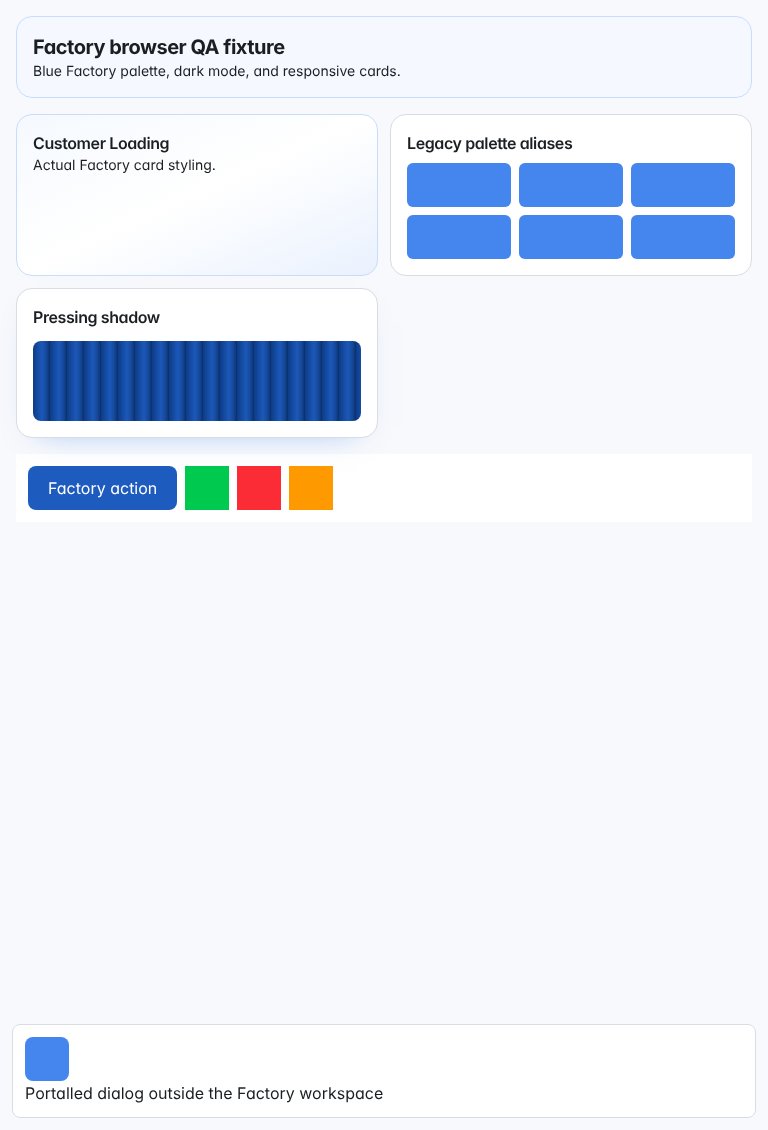 Factory browser QA fixture
Blue Factory palette, dark mode, and responsive cards.
Customer Loading
Actual Factory card styling.
Legacy palette aliases
Pressing shadow
Factory action
Portalled dialog outside the Factory workspace